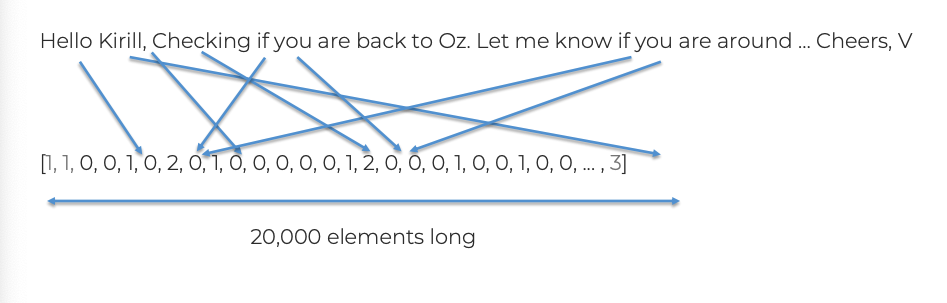 Hello Kirill, Checking if you are back to Oz. Let me know if you are around ... Cheers, V
[1, 1, 0, 0, 1, 0, 2, 0, 1, 0, 0, 0, 0, 0, 1, 2, 0, 0, 0, 1, 0, 0, 1, 0, 0, ... , 3]
20,000 elements long